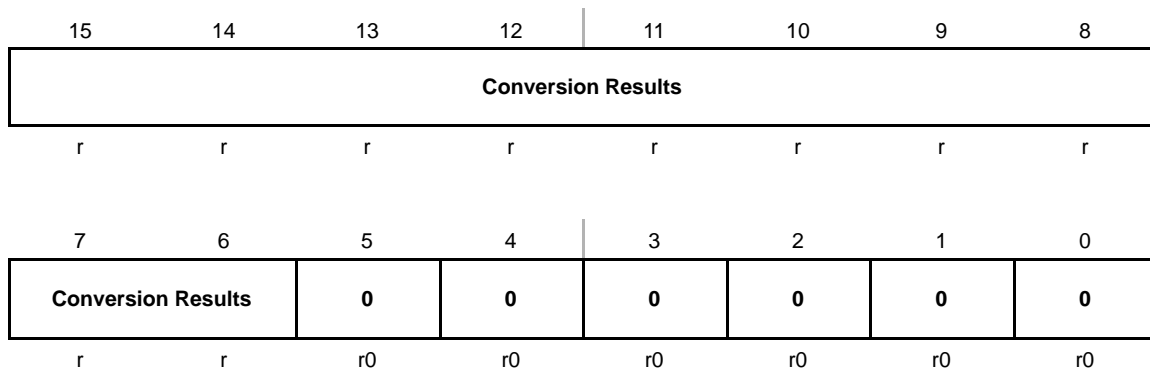 15 14 13 12 11 10 9 8
Conversion Results
r r r r r r r r
7 6 5 4 3 2 1 0
Conversion Results 0 0 0 0 0 0
r r r0 r0 r0 r0 r0 r0